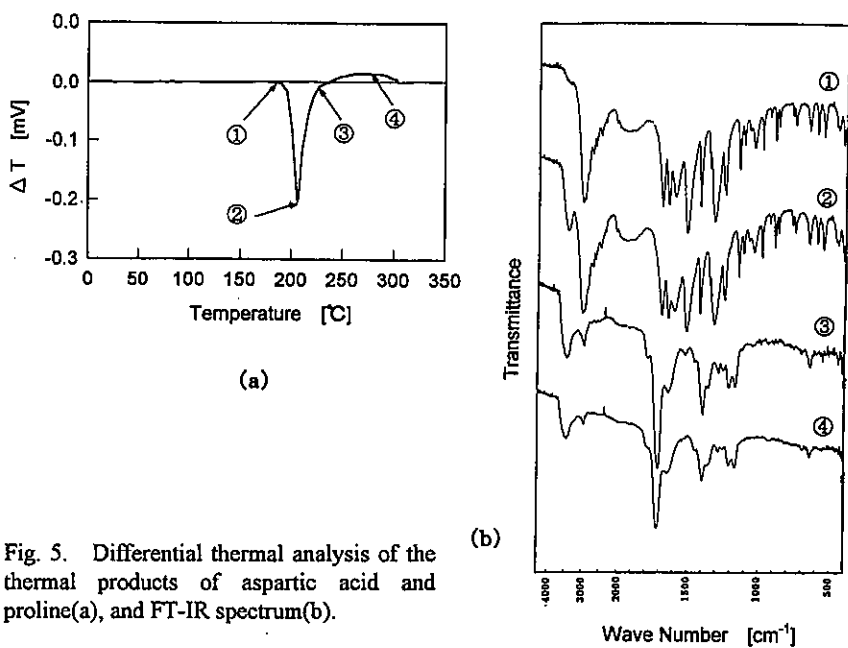 0.0
0.0
-0.1
-0.2
-0.3
Δ T [mV]
①
②
③
④
0 50 100 150 200 250 300 350
Temperature [℃]
(a)
Fig. 5. Differential thermal analysis of the
thermal products of aspartic acid and
proline(a), and FT-IR spectrum(b).
(b)
Transmittance
①
②
③
④
4000 3000 2000 1500 1000 500
Wave Number [cm⁻¹]